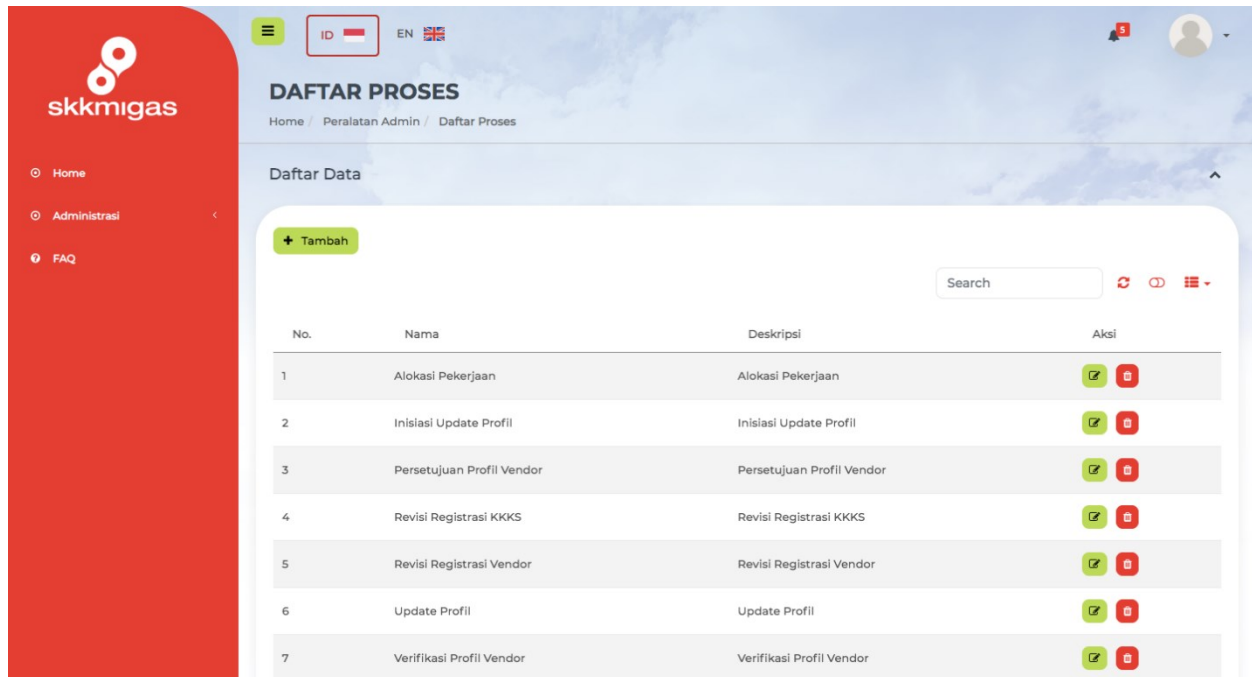 skkmigas
ID
EN
5
DAFTAR PROSES
Home / Peralatan Admin / Daftar Proses
Home
Daftar Data
Administrasi
+ Tambah
FAQ
Search
No. Nama Deskripsi Aksi
1 Alokasi Pekerjaan Alokasi Pekerjaan
2 Inisiasi Update Profil Inisiasi Update Profil
3 Persetujuan Profil Vendor Persetujuan Profil Vendor
4 Revisi Registrasi KKKS Revisi Registrasi KKKS
5 Revisi Registrasi Vendor Revisi Registrasi Vendor
6 Update Profil Update Profil
7 Verifikasi Profil Vendor Verifikasi Profil Vendor